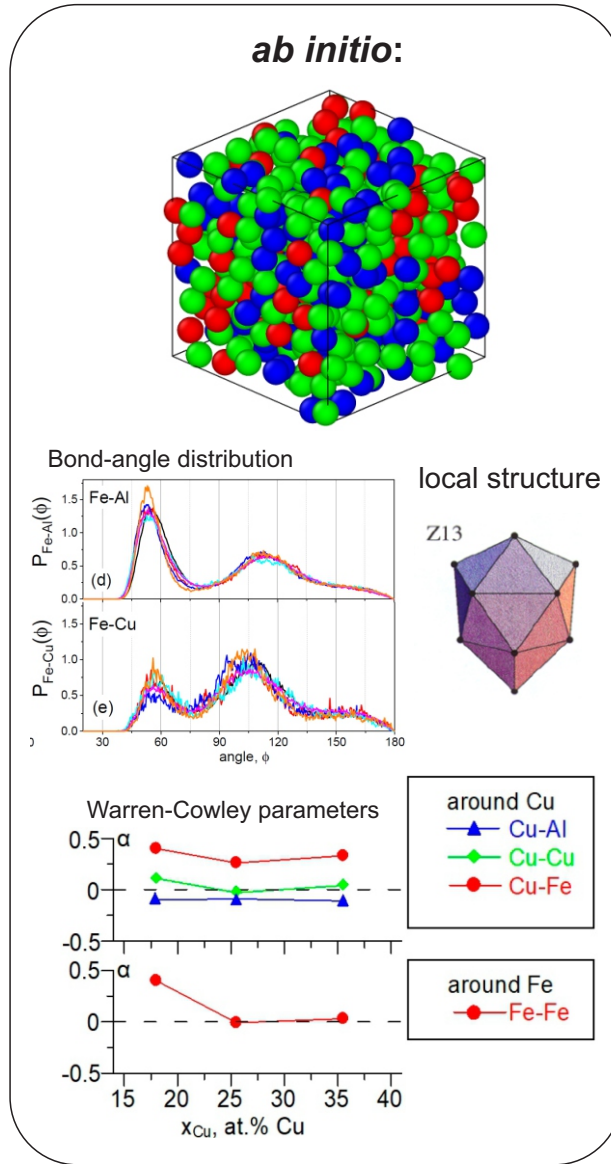 ab initio:
Bond-angle distribution
local structure
Z13
P_Fe-Al(ϕ)
1.5
1.0
0.5
0.0
Fe-Al
(d)
P_Fe-Cu(ϕ)
1.5
1.0
0.5
0.0
Fe-Cu
(e)
0
30 60 90 120 150 180
angle, ϕ
Warren-Cowley parameters
0.5
α
0
-0.5
around Cu
Cu-Al
Cu-Cu
Cu-Fe
α
0
-0.5
around Fe
Fe-Fe
15 20 25 30 35 40
x_Cu, at.% Cu